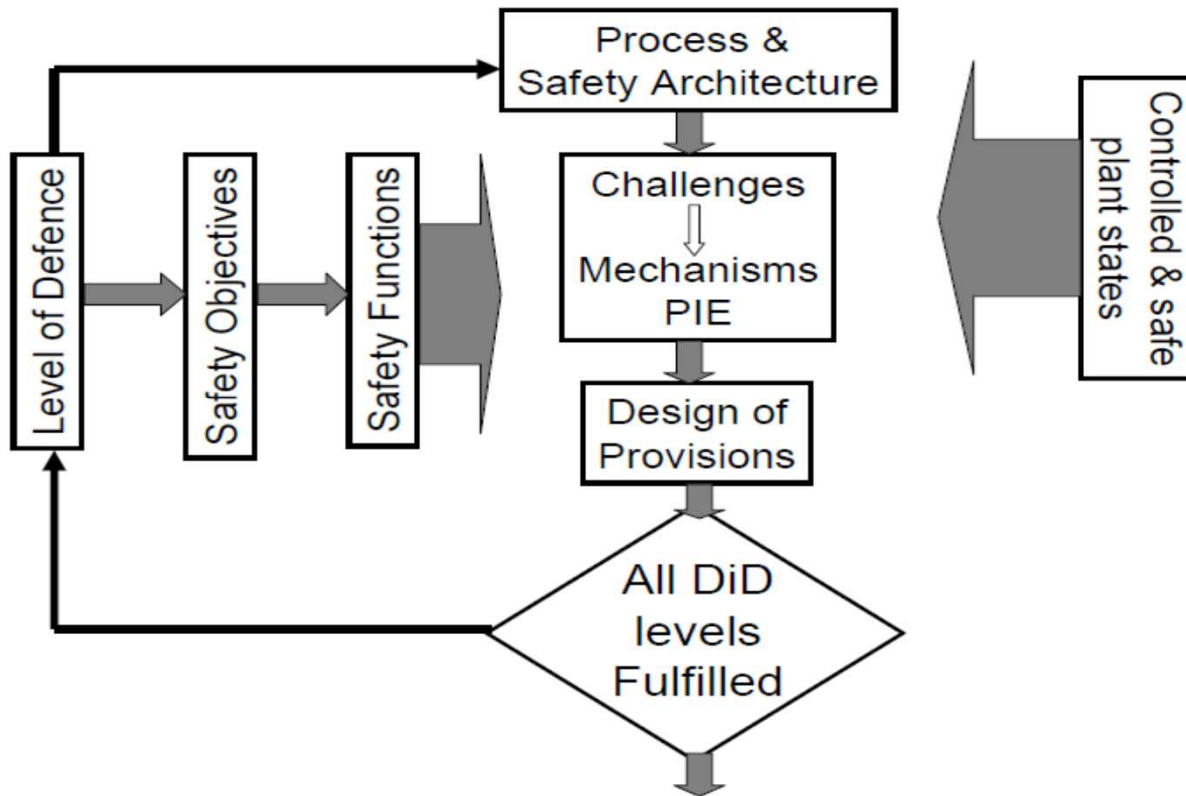 Process &
Safety Architecture
Level of Defence
Safety Objectives
Safety Functions
Challenges
Mechanisms
PIE
Controlled & safe
plant states
Design of
Provisions
All DiD
levels
Fulfilled